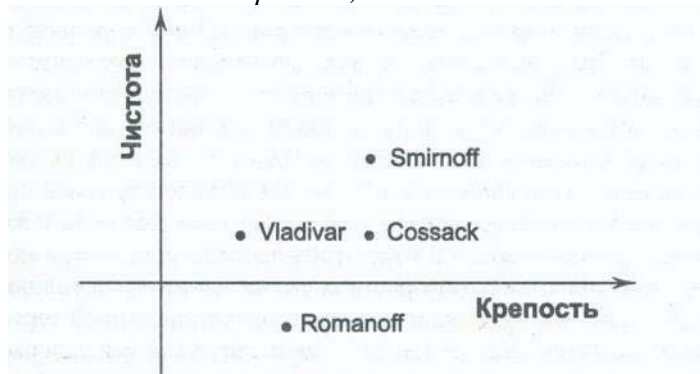 Чистота
Smirnoff
Vladivar
Cossack
Крепость
Romanoff